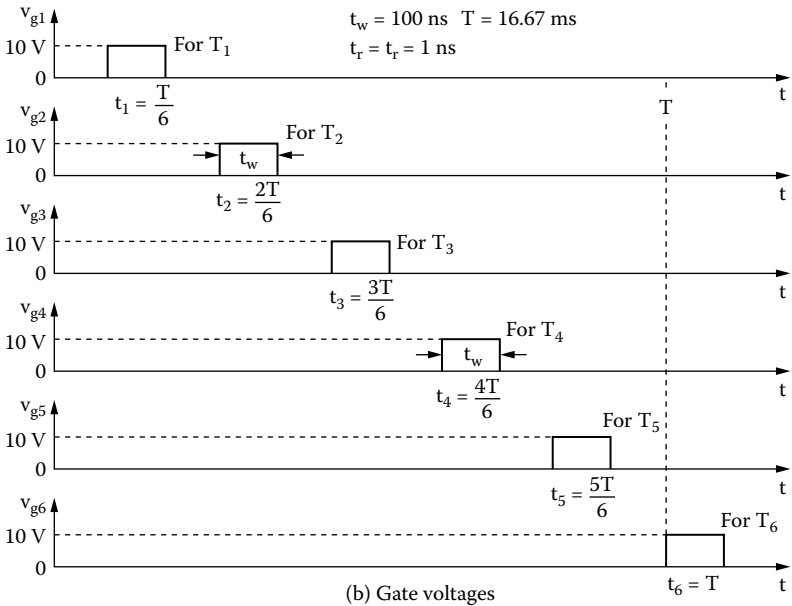 v_g1
t_w = 100 ns T = 16.67 ms
t_r = t_r = 1 ns
10 V
For T_1
0
t
t_1 = T/6
T
v_g2
For T_2
10 V
t_w
0
t
t_2 = 2T/6
v_g3
10 V
For T_3
0
t
t_3 = 3T/6
v_g4
For T_4
10 V
t_w
0
t
t_4 = 4T/6
v_g5
For T_5
10 V
0
t
t_5 = 5T/6
v_g6
For T_6
10 V
0
t_6 = T
t
(b) Gate voltages